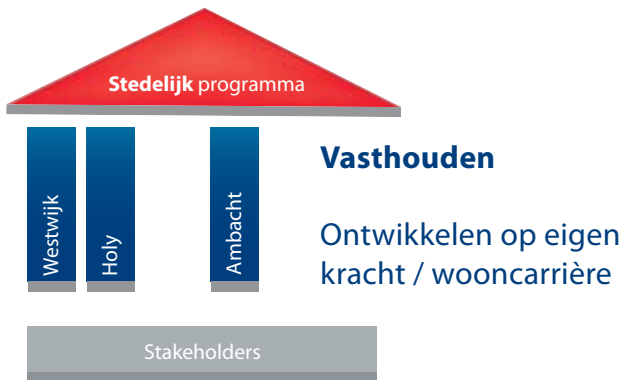 Stedelijk programma
Westwijk
Holy
Ambacht
Vasthouden
Ontwikkelen op eigen
kracht / wooncarrière
Stakeholders